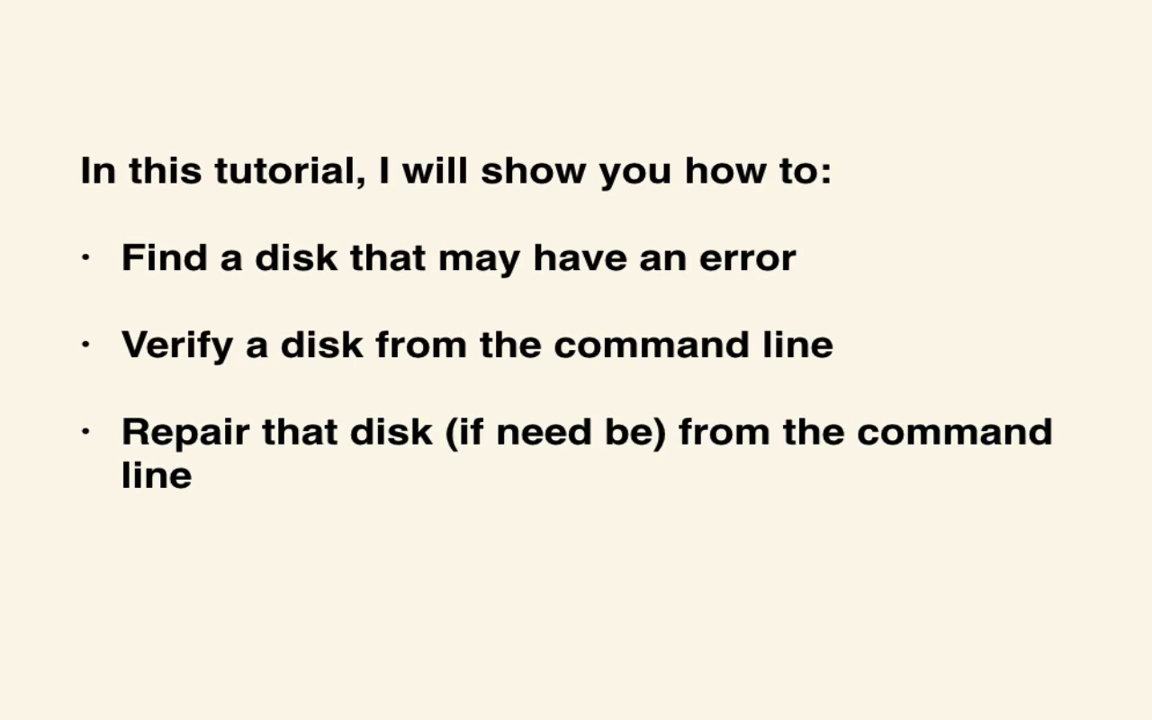 In this tutorial, I will show you how to:
· Find a disk that may have an error
· Verify a disk from the command line
· Repair that disk (if need be) from the command
line